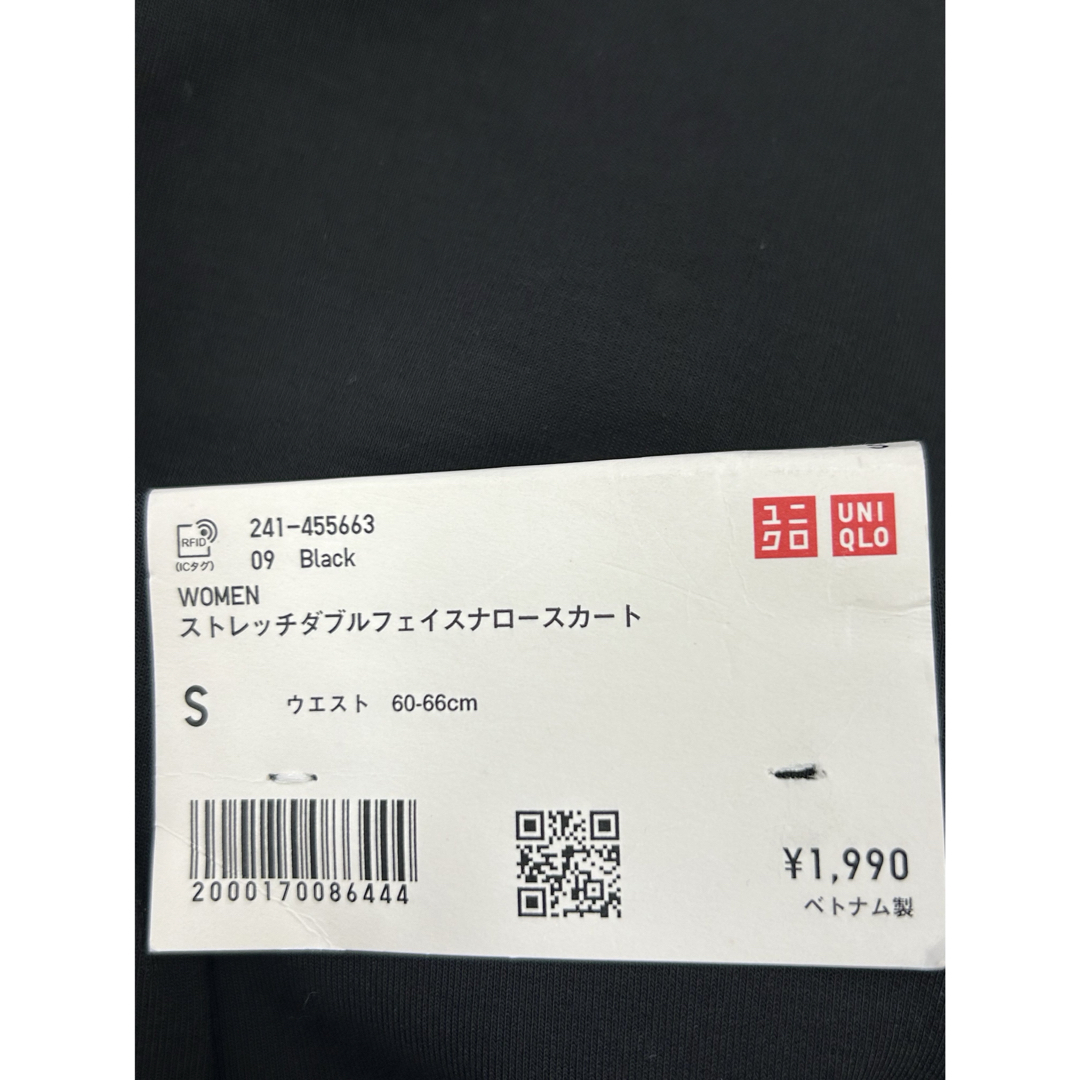 RFID
(ICタグ)
241-455663
09 Black
ユニ
クロ
UNI
QLO
WOMEN
ストレッチダブルフェイスナロースカート
S ウエスト 60-66cm
2000170086444
¥1,990
ベトナム製